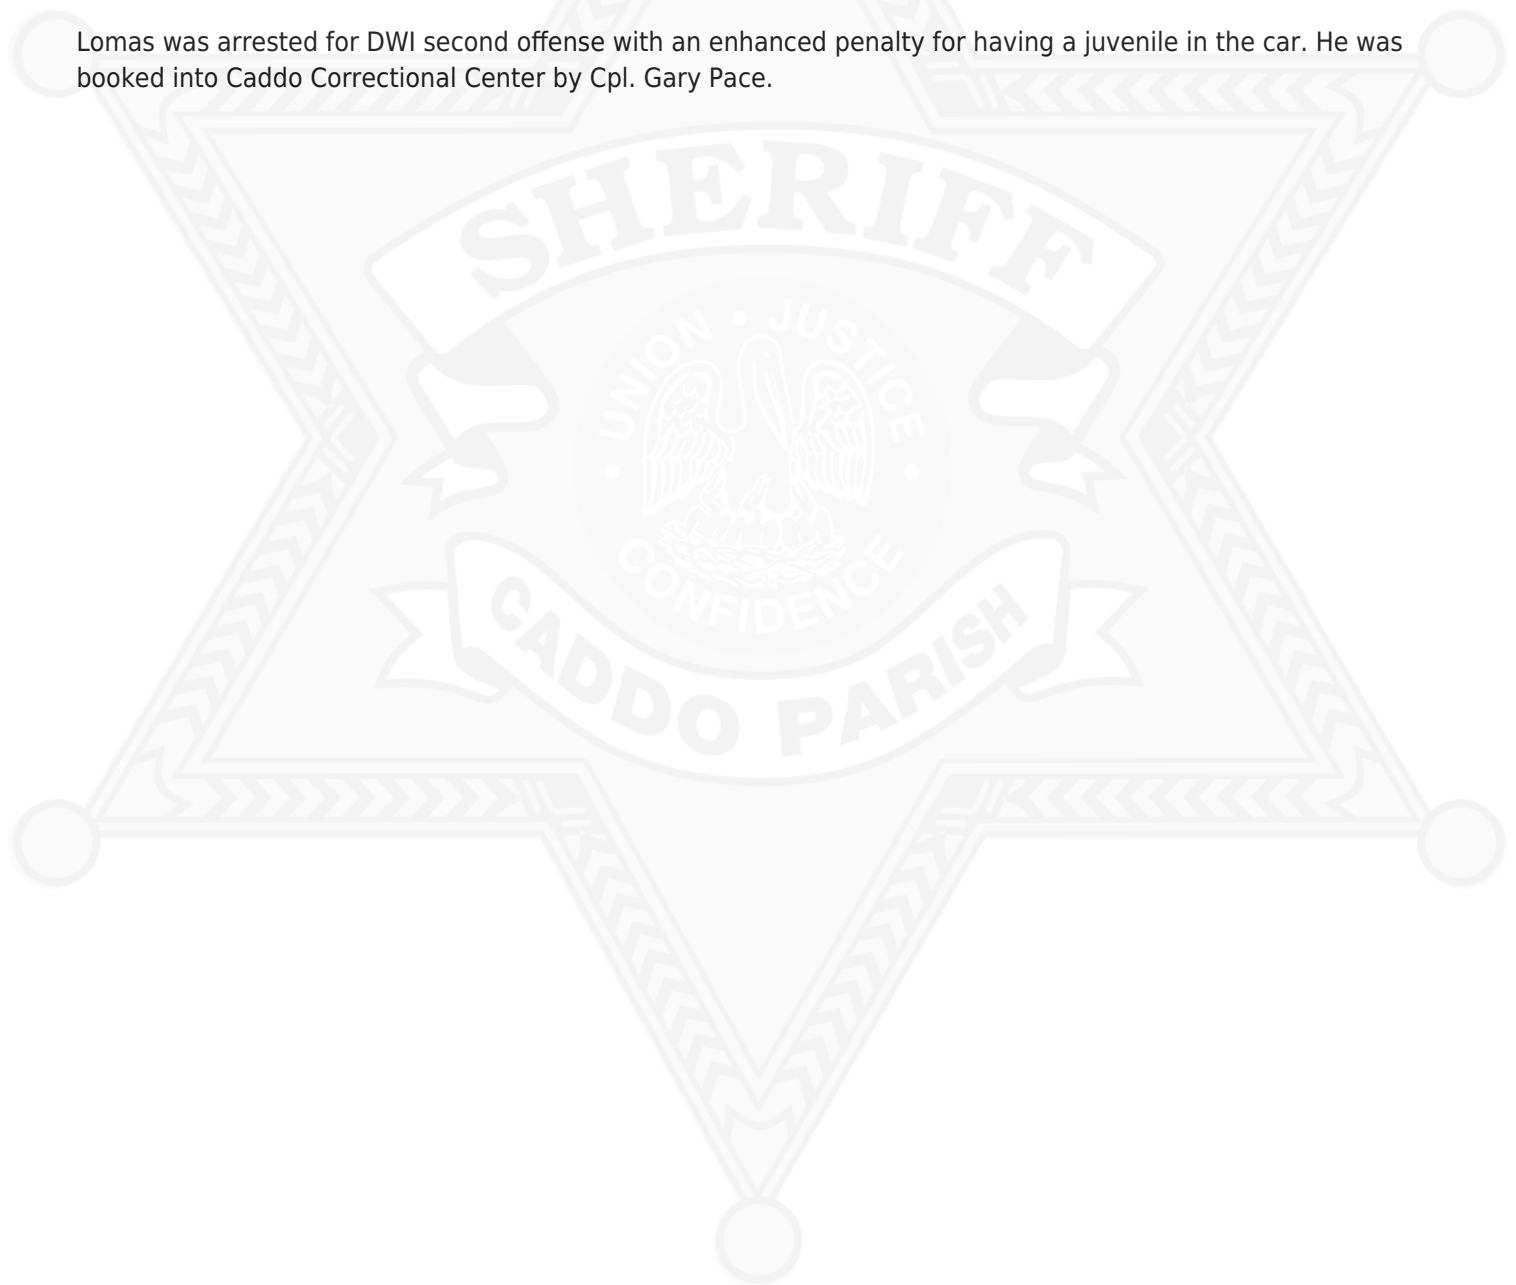 Lomas was arrested for DWI second offense with an enhanced penalty for having a juvenile in the car. He was
booked into Caddo Correctional Center by Cpl. Gary Pace.
SHERIFF
UNION • JUSTICE
• CONFIDENCE •
CADDO PARISH